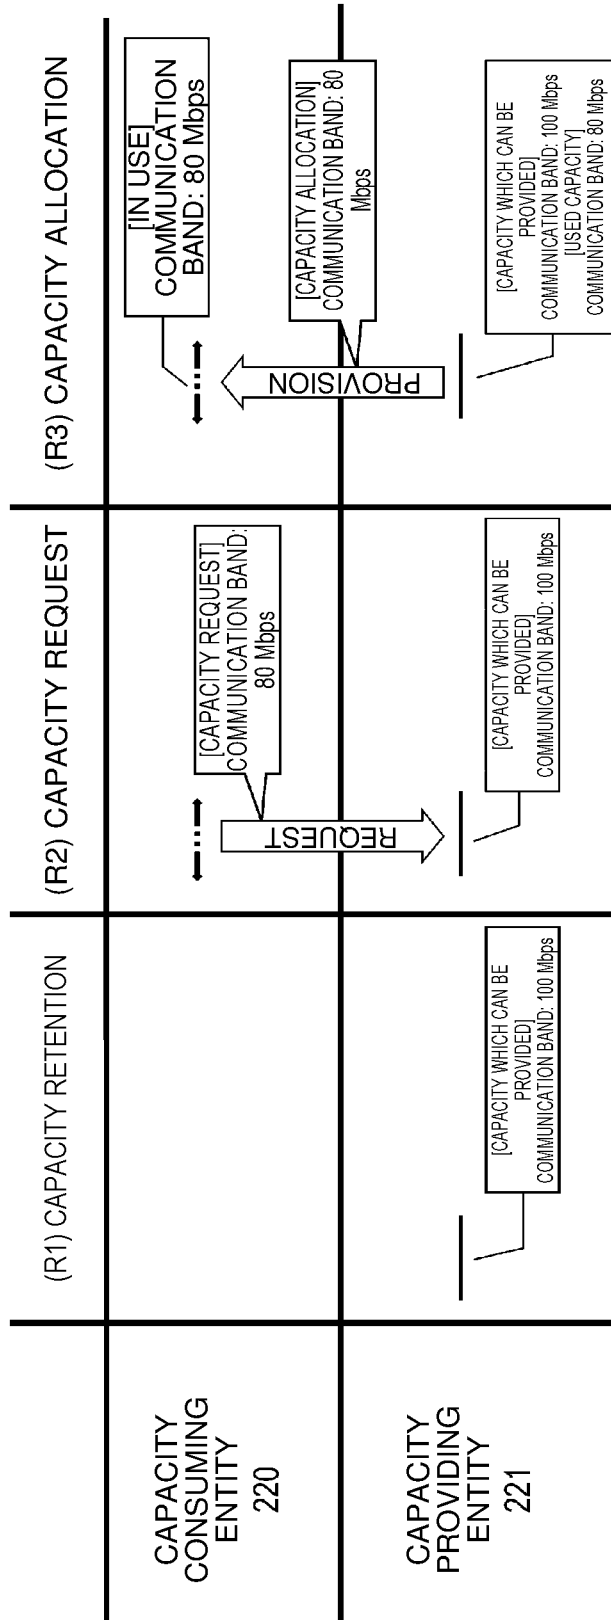 (R1) CAPACITY RETENTION
(R2) CAPACITY REQUEST
(R3) CAPACITY ALLOCATION
CAPACITY
CONSUMING
ENTITY
220
[CAPACITY REQUEST]
COMMUNICATION BAND:
80 Mbps
REQUEST
[IN USE]
COMMUNICATION
BAND: 80 Mbps
[CAPACITY ALLOCATION]
COMMUNICATION BAND: 80
Mbps
PROVISION
CAPACITY
PROVIDING
ENTITY
221
[CAPACITY WHICH CAN BE
PROVIDED]
COMMUNICATION BAND: 100 Mbps
[CAPACITY WHICH CAN BE
PROVIDED]
COMMUNICATION BAND: 100 Mbps
[CAPACITY WHICH CAN BE
PROVIDED]
COMMUNICATION BAND: 100 Mbps
[USED CAPACITY]
COMMUNICATION BAND: 80 Mbps